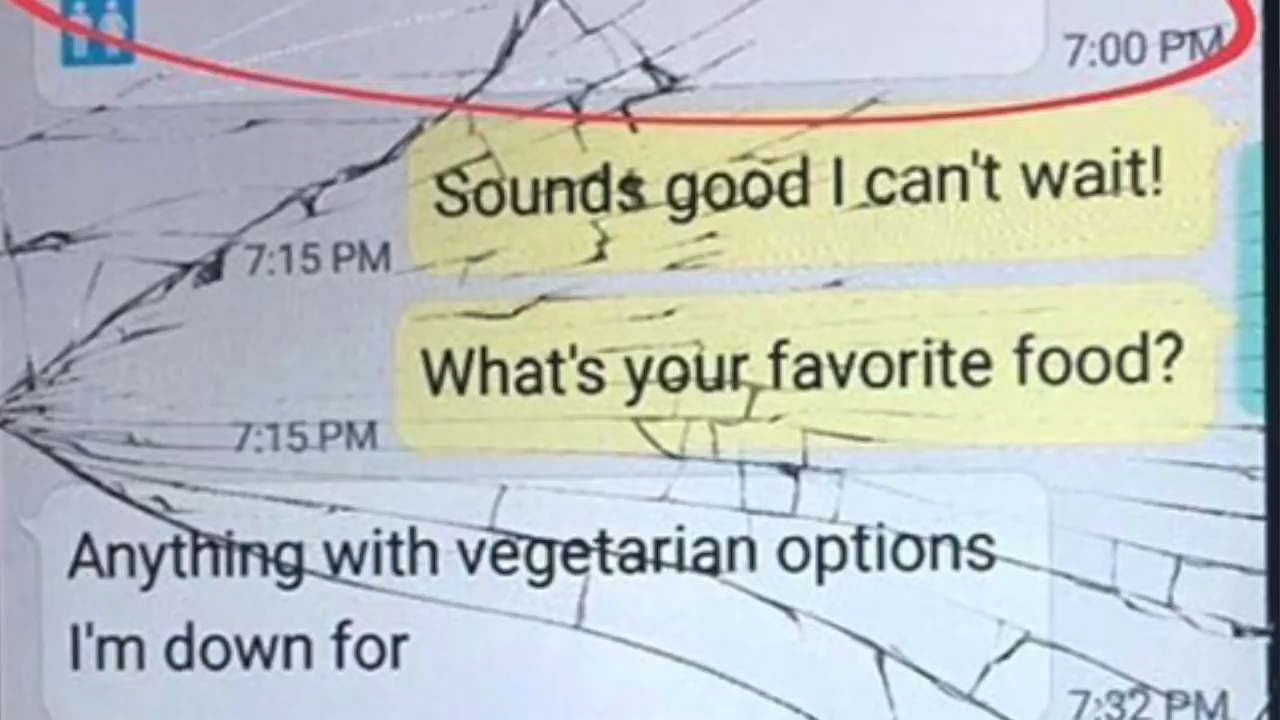 7:00 PM
Sounds good I can't wait!
7:15 PM
What's your favorite food?
7:15 PM
Anything with vegetarian options
I'm down for
7:32 PM